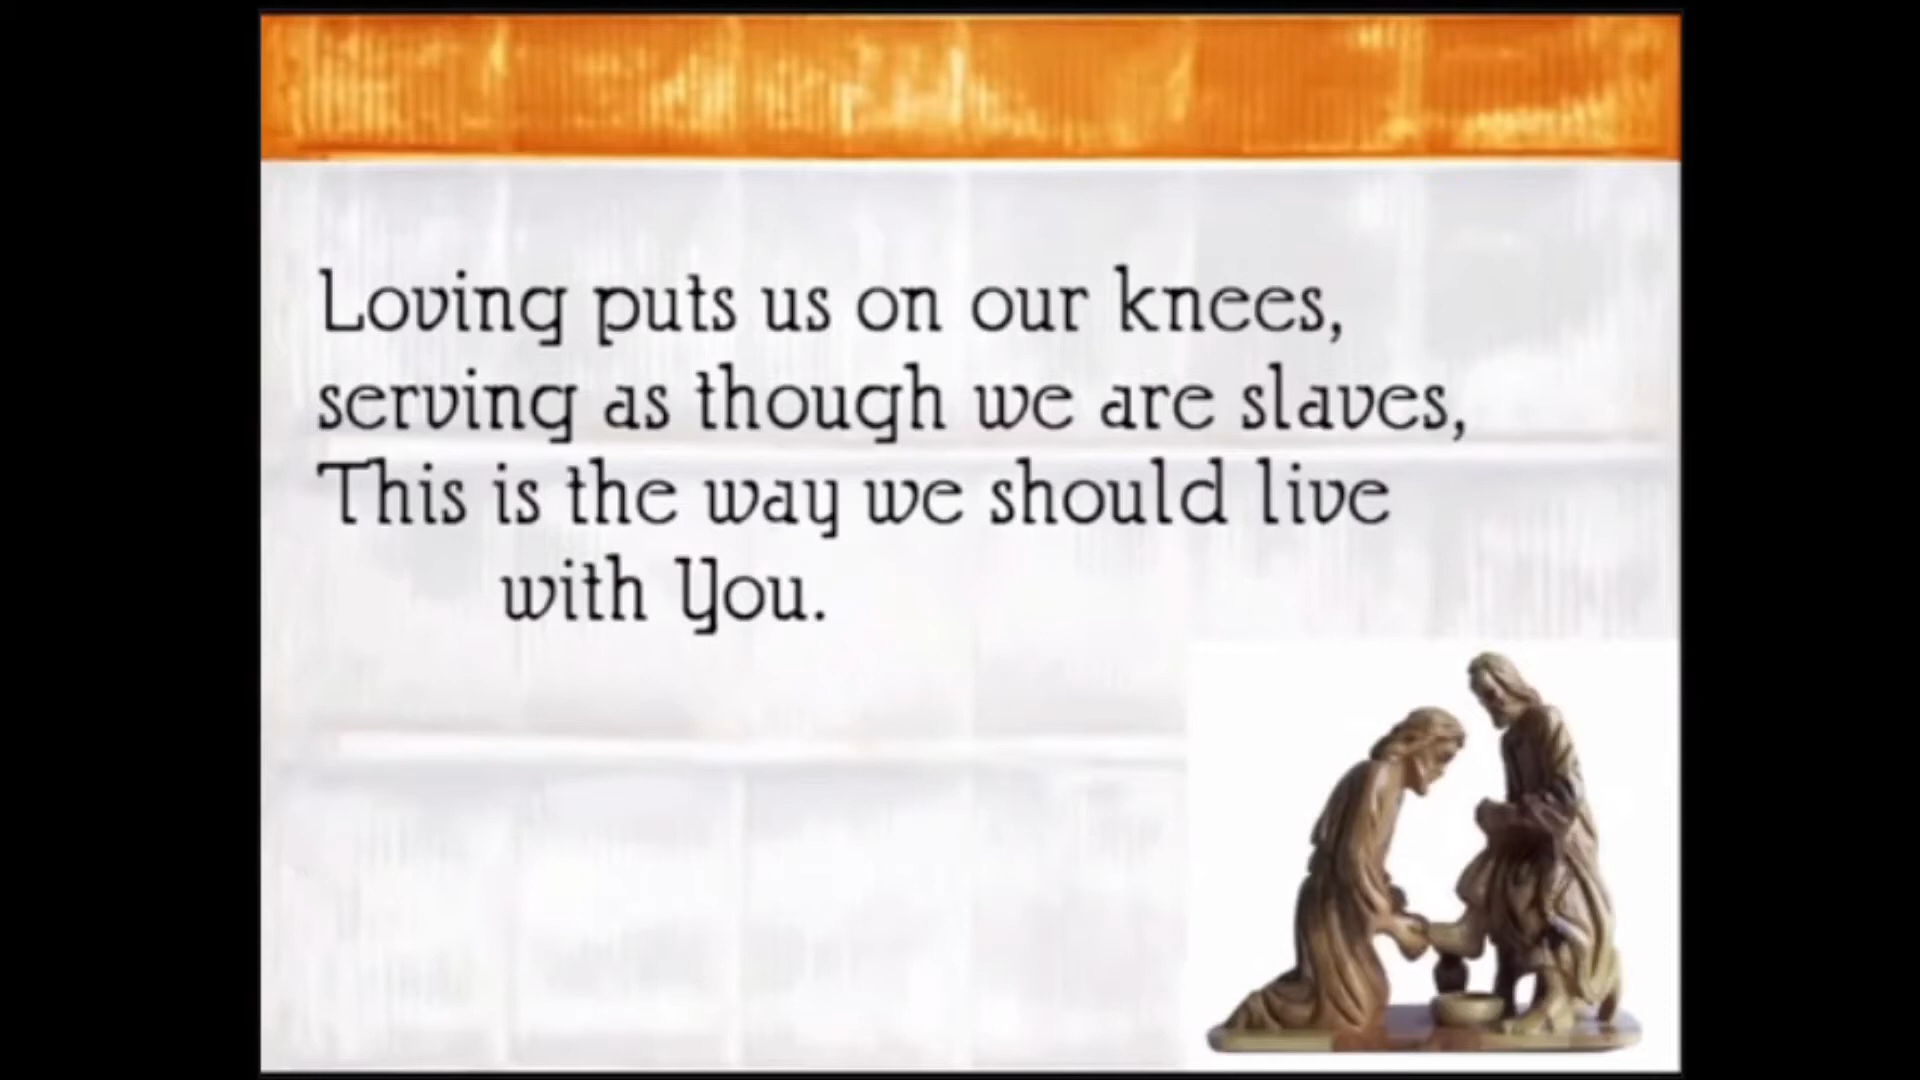 Loving puts us on our knees,
serving as though we are slaves,
This is the way we should live
with You.